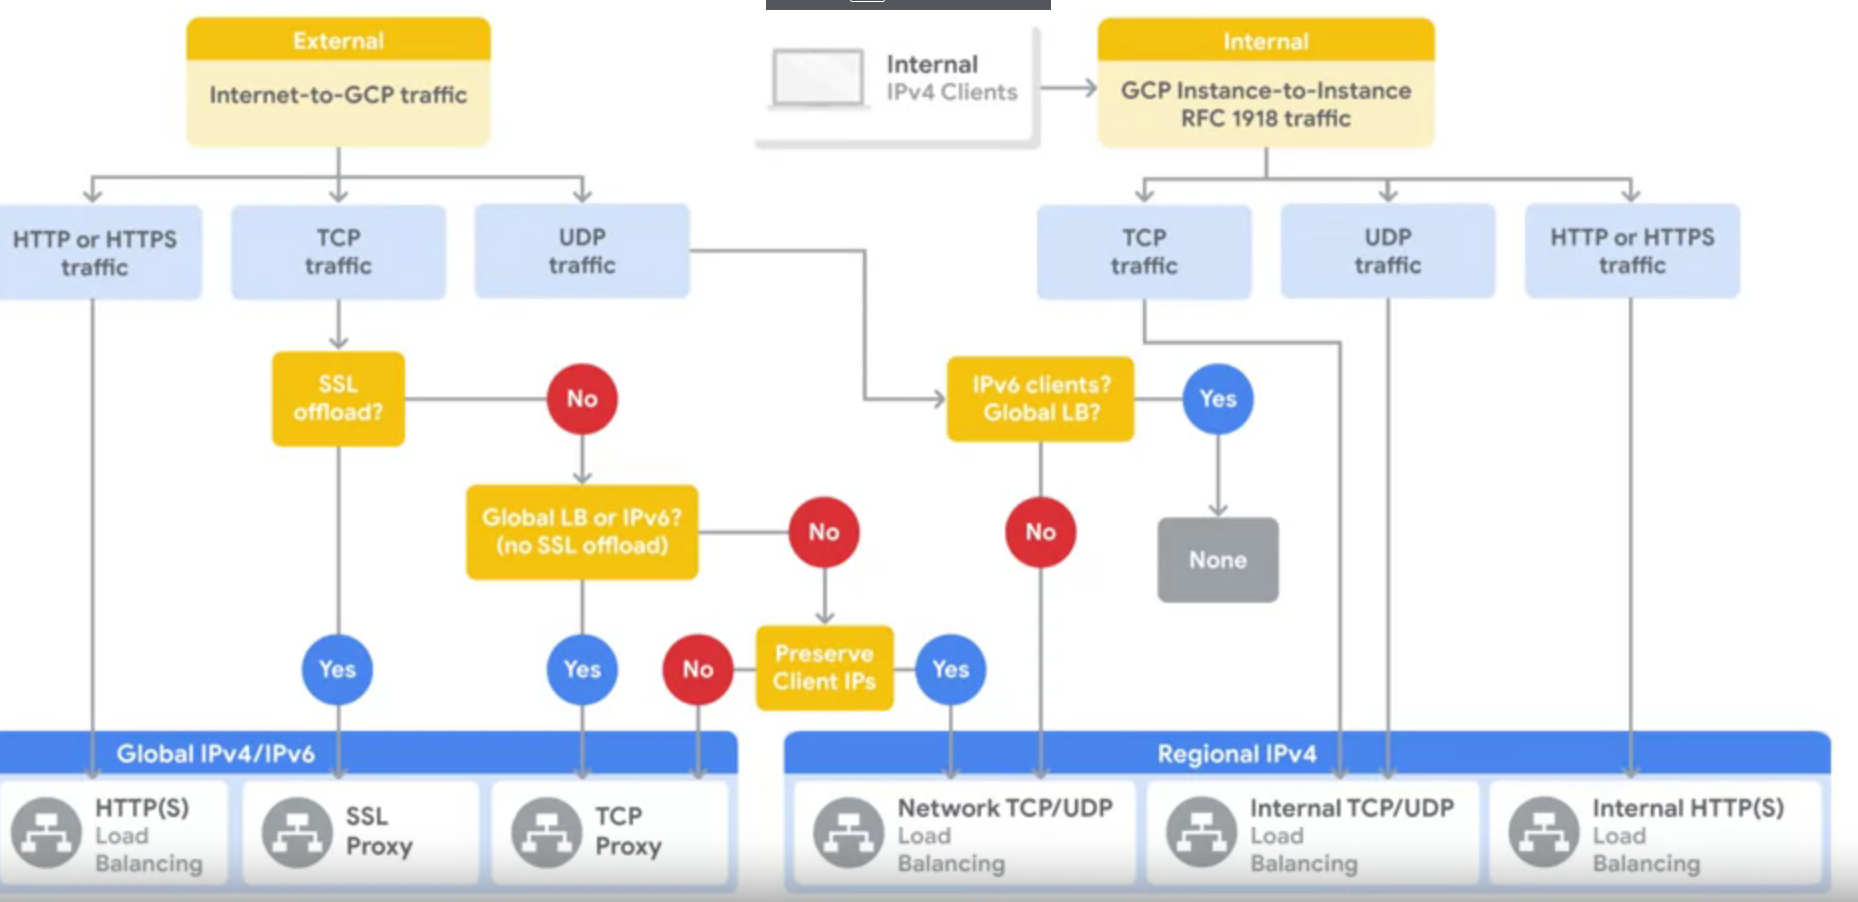 External
Internet-to-GCP traffic
Internal
IPv4 Clients
Internal
GCP Instance-to-Instance
RFC 1918 traffic
HTTP or HTTPS
traffic
TCP
traffic
UDP
traffic
TCP
traffic
UDP
traffic
HTTP or HTTPS
traffic
SSL
offload?
No
IPv6 clients?
Global LB?
Yes
Global LB or IPv6?
(no SSL offload)
No
No
None
Yes
Yes
No
Preserve
Client IPs
Yes
Global IPv4/IPv6
Regional IPv4
HTTP(S)
Load
Balancing
SSL
Proxy
TCP
Proxy
Network TCP/UDP
Load
Balancing
Internal TCP/UDP
Load
Balancing
Internal HTTP(S)
Load
Balancing